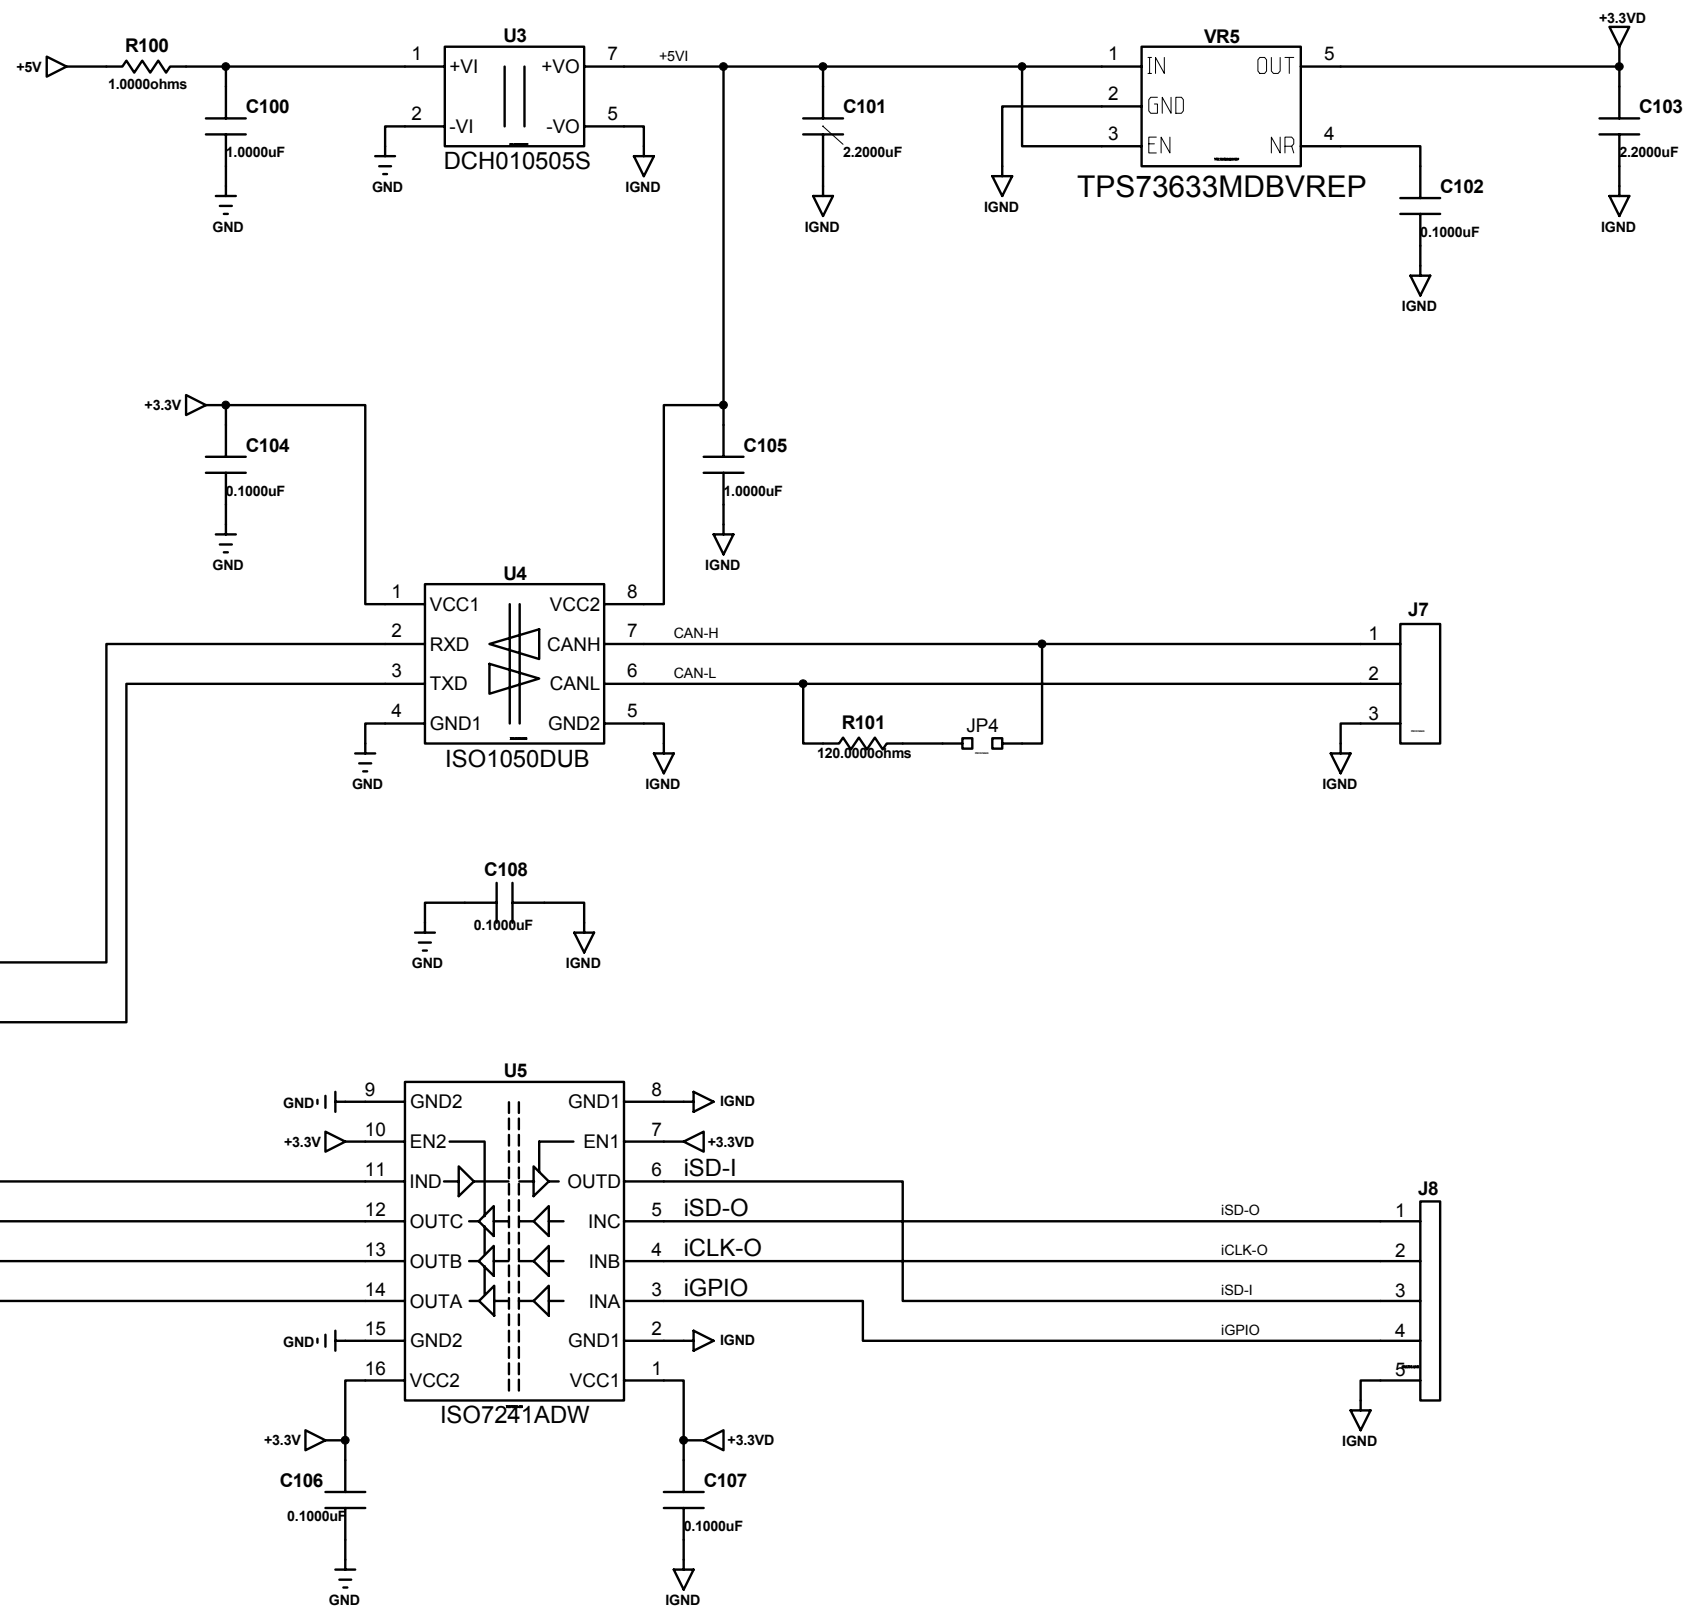 +5V
R100
1.0000ohms
C100
1.0000uF
GND
U3
1 +VI +VO 7
2 -VI -VO 5
DCH010505S
GND
IGND
+5VI
C101
2.2000uF
IGND
VR5
1 IN OUT 5
2 GND
3 EN NR 4
TPS73633MDBVREP
IGND
C102
0.1000uF
IGND
+3.3VD
C103
2.2000uF
IGND
+3.3V
C104
0.1000uF
GND
C105
1.0000uF
IGND
U4
1 VCC1 VCC2 8
2 RXD CANH 7 CAN-H
3 TXD CANL 6 CAN-L
4 GND1 GND2 5
ISO1050DUB
GND
IGND
R101
120.0000ohms
JP4
J7
1
2
3
IGND
C108
0.1000uF
GND
IGND
U5
GND 9 GND2 GND1 8 IGND
+3.3V 10 EN2 EN1 7 +3.3VD
11 IND OUTD 6 iSD-I
12 OUTC INC 5 iSD-O
13 OUTB INB 4 iCLK-O
14 OUTA INA 3 iGPIO
GND 15 GND2 GND1 2 IGND
16 VCC2 VCC1 1
ISO7241ADW
+3.3V
C106
0.1000uF
GND
+3.3VD
C107
0.1000uF
IGND
J8
iSD-O 1
iCLK-O 2
iSD-I 3
iGPIO 4
5
IGND